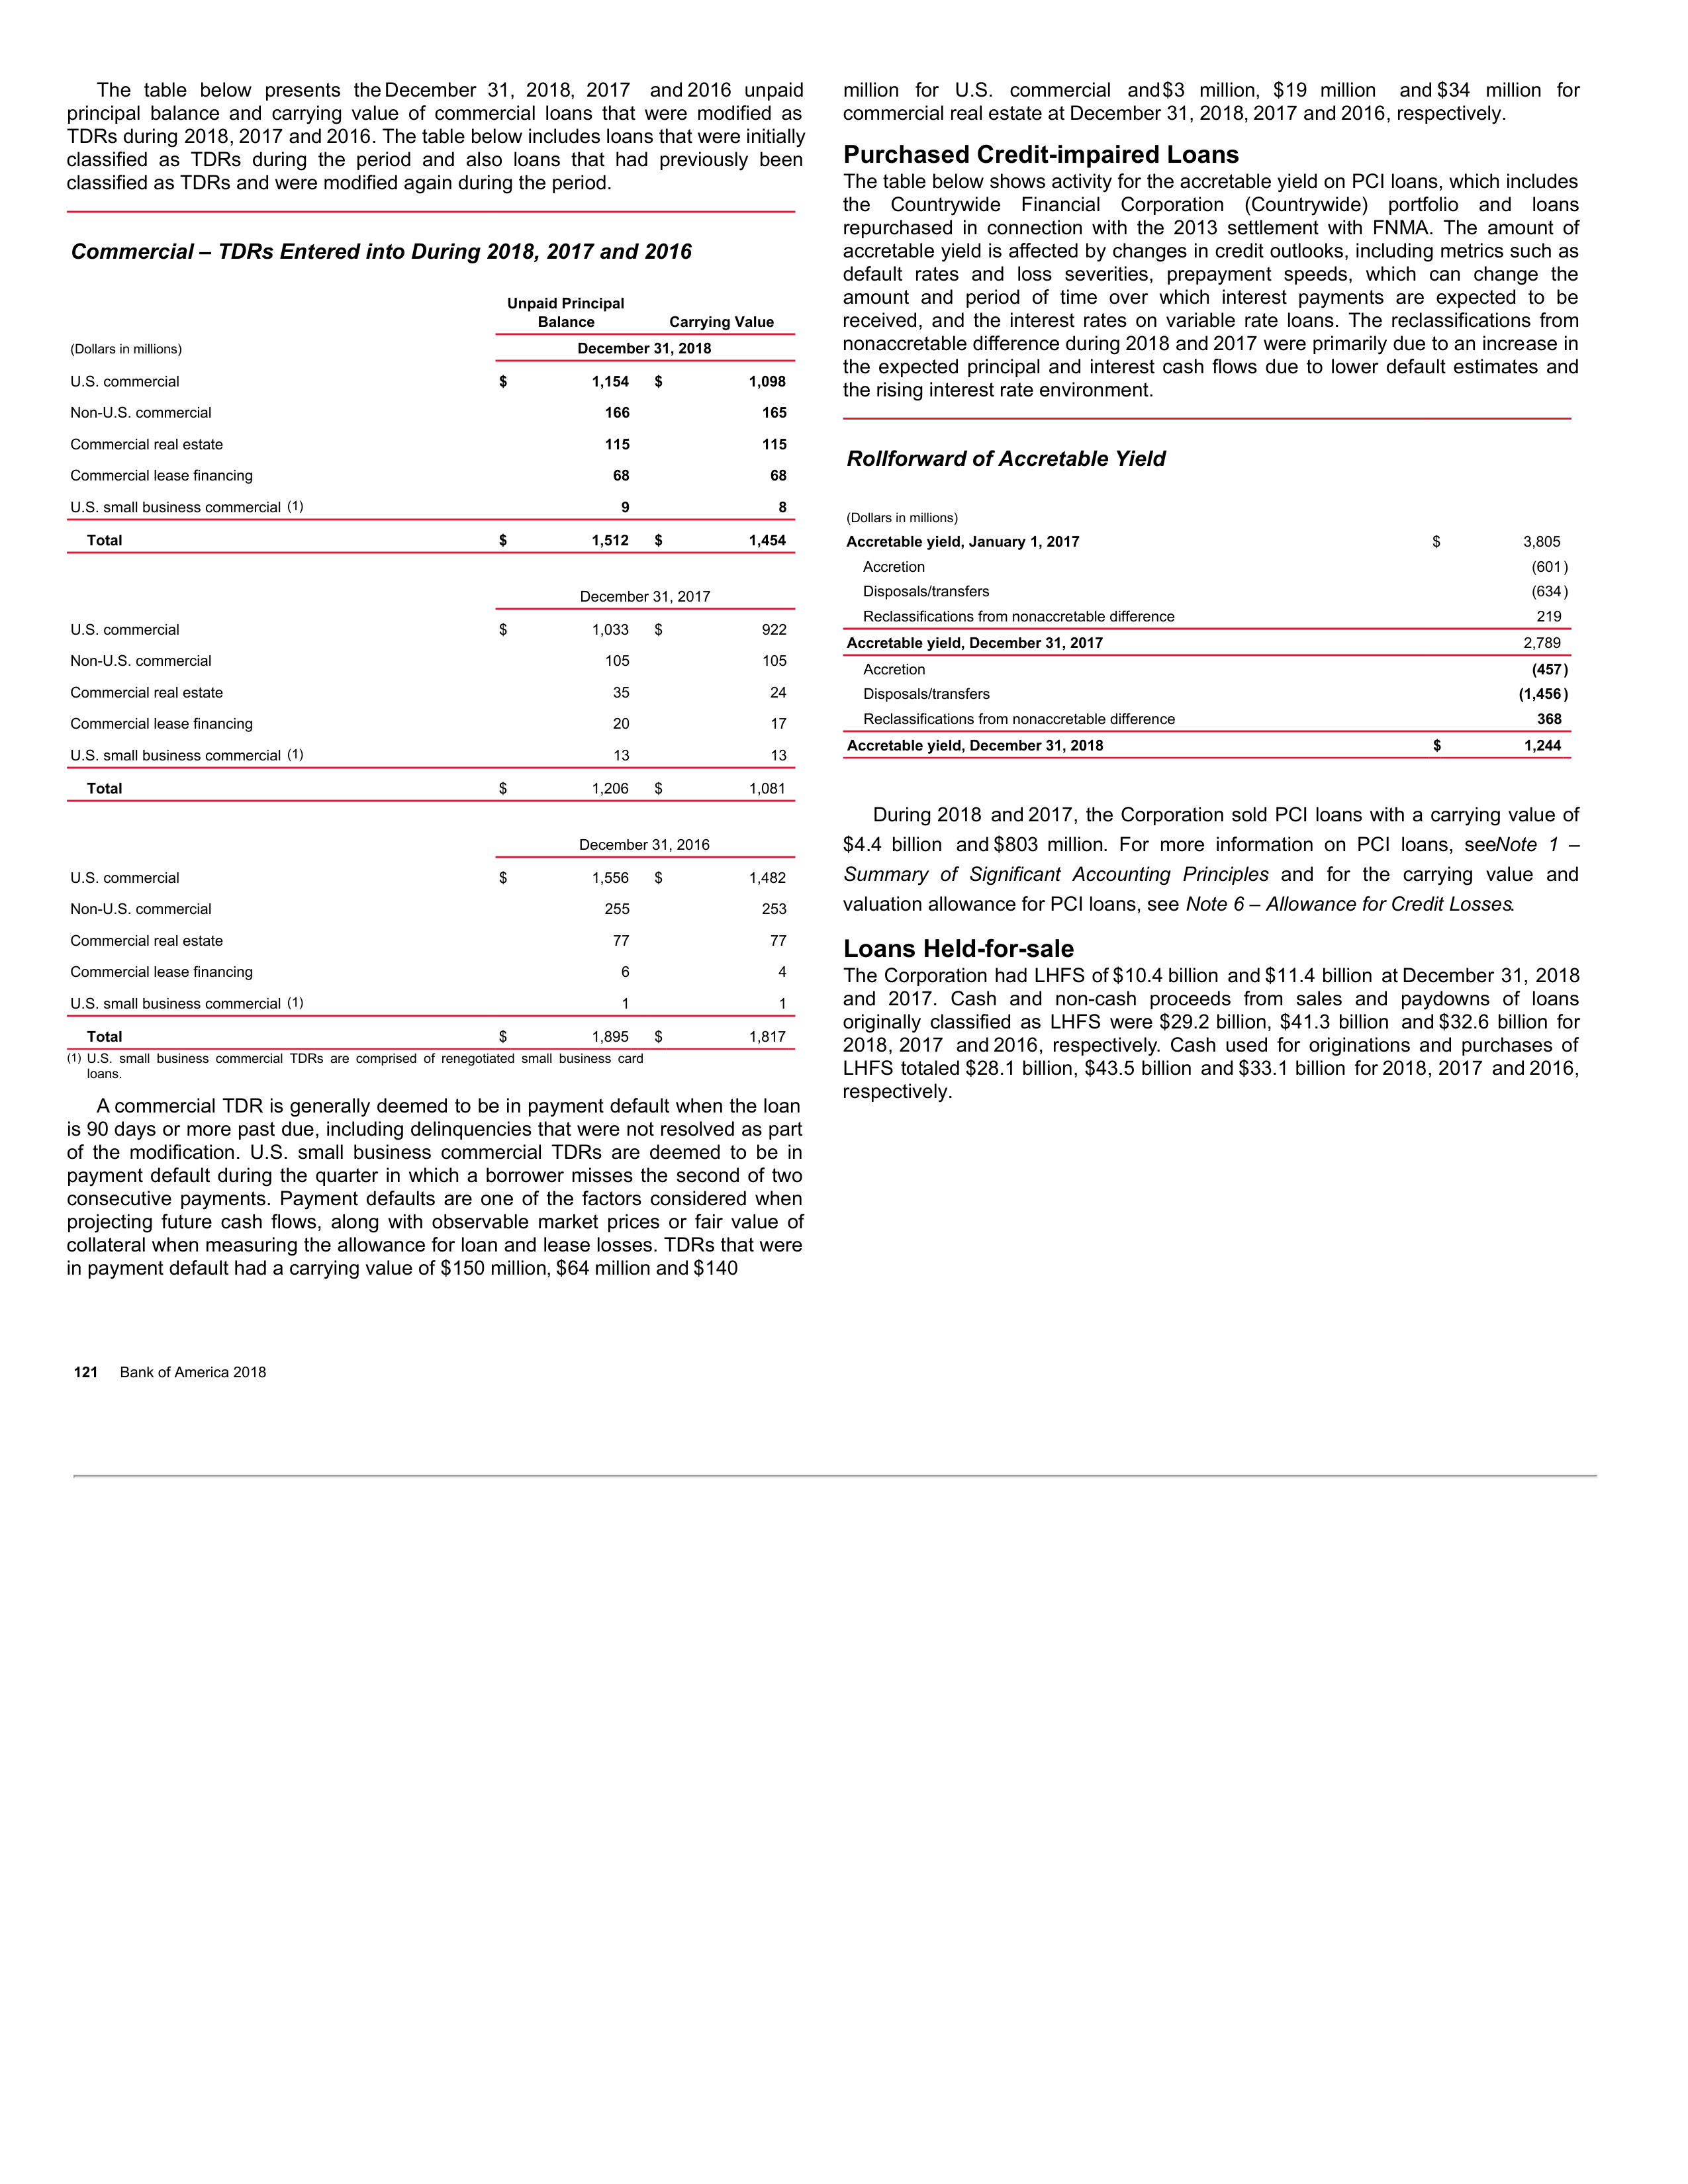 The table below presents the December 31, 2018, 2017 and 2016 unpaid
principal balance and carrying value of commercial loans that were modified as
TDRs during 2018, 2017 and 2016. The table below includes loans that were initially
classified as TDRs during the period and also loans that had previously been
classified as TDRs and were modified again during the period.
Commercial – TDRs Entered into During 2018, 2017 and 2016
Unpaid Principal
Balance Carrying Value
(Dollars in millions) December 31, 2018
U.S. commercial $ 1,154 $ 1,098
Non-U.S. commercial 166 165
Commercial real estate 115 115
Commercial lease financing 68 68
U.S. small business commercial (1) 9 8
Total $ 1,512 $ 1,454
December 31, 2017
U.S. commercial $ 1,033 $ 922
Non-U.S. commercial 105 105
Commercial real estate 35 24
Commercial lease financing 20 17
U.S. small business commercial (1) 13 13
Total $ 1,206 $ 1,081
December 31, 2016
U.S. commercial $ 1,556 $ 1,482
Non-U.S. commercial 255 253
Commercial real estate 77 77
Commercial lease financing 6 4
U.S. small business commercial (1) 1 1
Total $ 1,895 $ 1,817
(1) U.S. small business commercial TDRs are comprised of renegotiated small business card
loans.
A commercial TDR is generally deemed to be in payment default when the loan
is 90 days or more past due, including delinquencies that were not resolved as part
of the modification. U.S. small business commercial TDRs are deemed to be in
payment default during the quarter in which a borrower misses the second of two
consecutive payments. Payment defaults are one of the factors considered when
projecting future cash flows, along with observable market prices or fair value of
collateral when measuring the allowance for loan and lease losses. TDRs that were
in payment default had a carrying value of $150 million, $64 million and $140
million for U.S. commercial and $3 million, $19 million and $34 million for
commercial real estate at December 31, 2018, 2017 and 2016, respectively.
Purchased Credit-impaired Loans
The table below shows activity for the accretable yield on PCI loans, which includes
the Countrywide Financial Corporation (Countrywide) portfolio and loans
repurchased in connection with the 2013 settlement with FNMA. The amount of
accretable yield is affected by changes in credit outlooks, including metrics such as
default rates and loss severities, prepayment speeds, which can change the
amount and period of time over which interest payments are expected to be
received, and the interest rates on variable rate loans. The reclassifications from
nonaccretable difference during 2018 and 2017 were primarily due to an increase in
the expected principal and interest cash flows due to lower default estimates and
the rising interest rate environment.
Rollforward of Accretable Yield
(Dollars in millions)
Accretable yield, January 1, 2017 $ 3,805
Accretion (601)
Disposals/transfers (634)
Reclassifications from nonaccretable difference 219
Accretable yield, December 31, 2017 2,789
Accretion (457)
Disposals/transfers (1,456)
Reclassifications from nonaccretable difference 368
Accretable yield, December 31, 2018 $ 1,244
During 2018 and 2017, the Corporation sold PCI loans with a carrying value of
$4.4 billion and $803 million. For more information on PCI loans, see Note 1 –
Summary of Significant Accounting Principles and for the carrying value and
valuation allowance for PCI loans, see Note 6 – Allowance for Credit Losses.
Loans Held-for-sale
The Corporation had LHFS of $10.4 billion and $11.4 billion at December 31, 2018
and 2017. Cash and non-cash proceeds from sales and paydowns of loans
originally classified as LHFS were $29.2 billion, $41.3 billion and $32.6 billion for
2018, 2017 and 2016, respectively. Cash used for originations and purchases of
LHFS totaled $28.1 billion, $43.5 billion and $33.1 billion for 2018, 2017 and 2016,
respectively.
121 Bank of America 2018